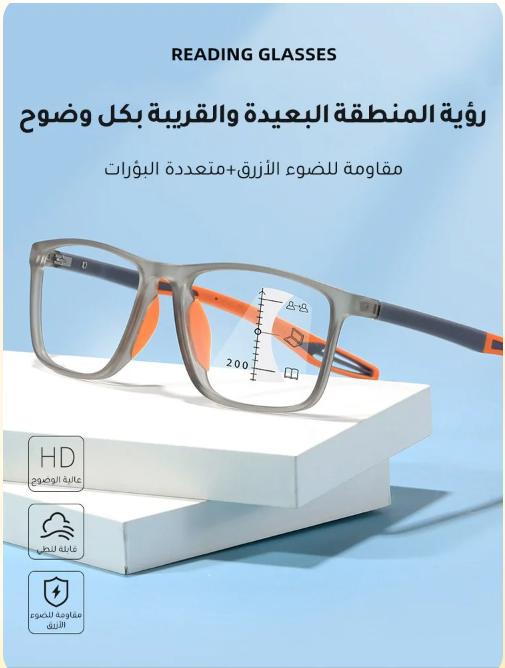 READING GLASSES
رؤية المنطقة البعيدة والقريبة بكل وضوح
مقاومة للضوء الأزرق+متعددة البؤرات
200
HD
عالية الوضوح
قابلة للطي
مقاومة للضوء
الأزرق